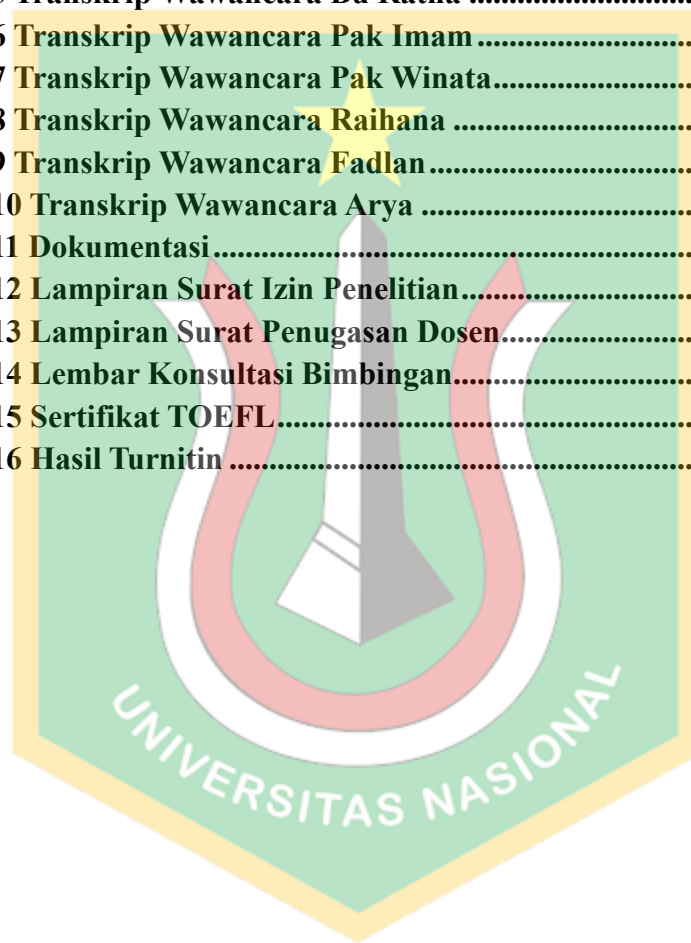 Transkrip Wawancara Bu Ratna ........................................
6 Transkrip Wawancara Pak Imam ........................................
7 Transkrip Wawancara Pak Winata........................................
8 Transkrip Wawancara Raihana ........................................
9 Transkrip Wawancara Fadlan........................................
10 Transkrip Wawancara Arya ........................................
11 Dokumentasi........................................
12 Lampiran Surat Izin Penelitian........................................
13 Lampiran Surat Penugasan Dosen........................................
14 Lembar Konsultasi Bimbingan........................................
15 Sertifikat TOEFL........................................
16 Hasil Turnitin ........................................
UNIVERSITAS NASIONAL